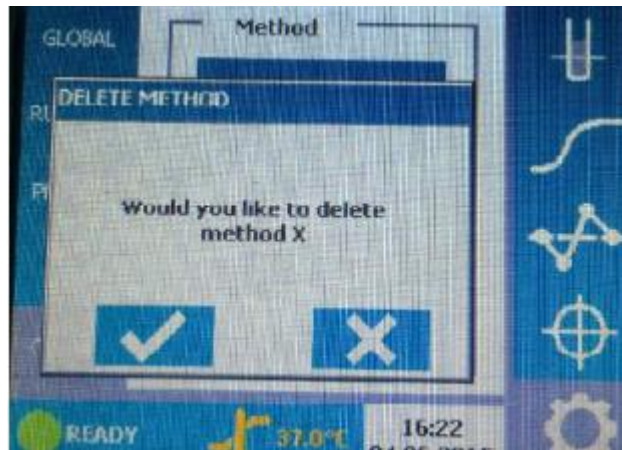 GLOBAL
Method
DELETE METHOD
Would you like to delete
method X
READY
37.0°C
16:22